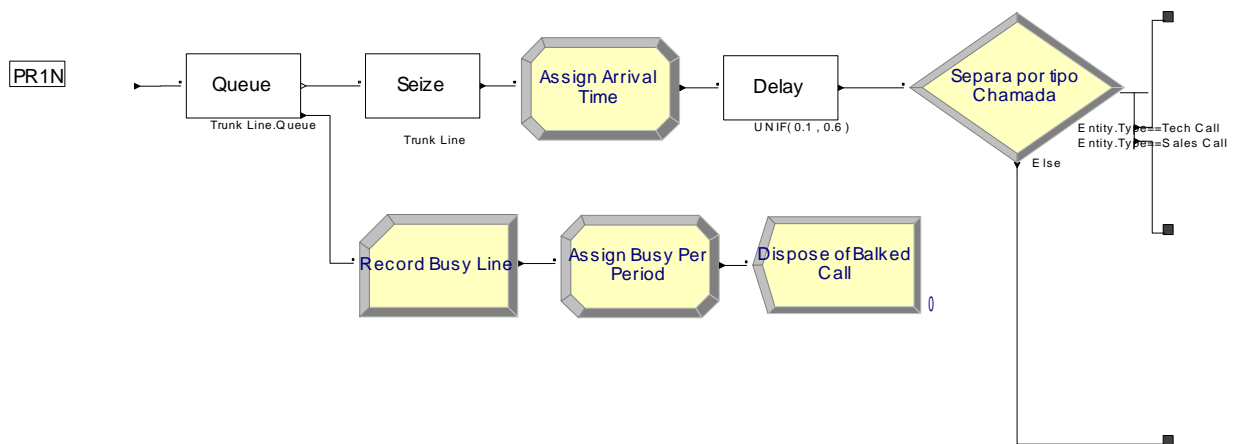 PR1N
Queue
Trunk Line.Queue
Seize
Trunk Line
Assign Arrival
Time
Delay
UNIF(0.1 , 0.6 )
Separa por tipo
Chamada
Entity.Type==Tech Call
Entity.Type==Sales Call
Else
Record Busy Line
Assign Busy Per
Period
Dispose of Balked
Call
0